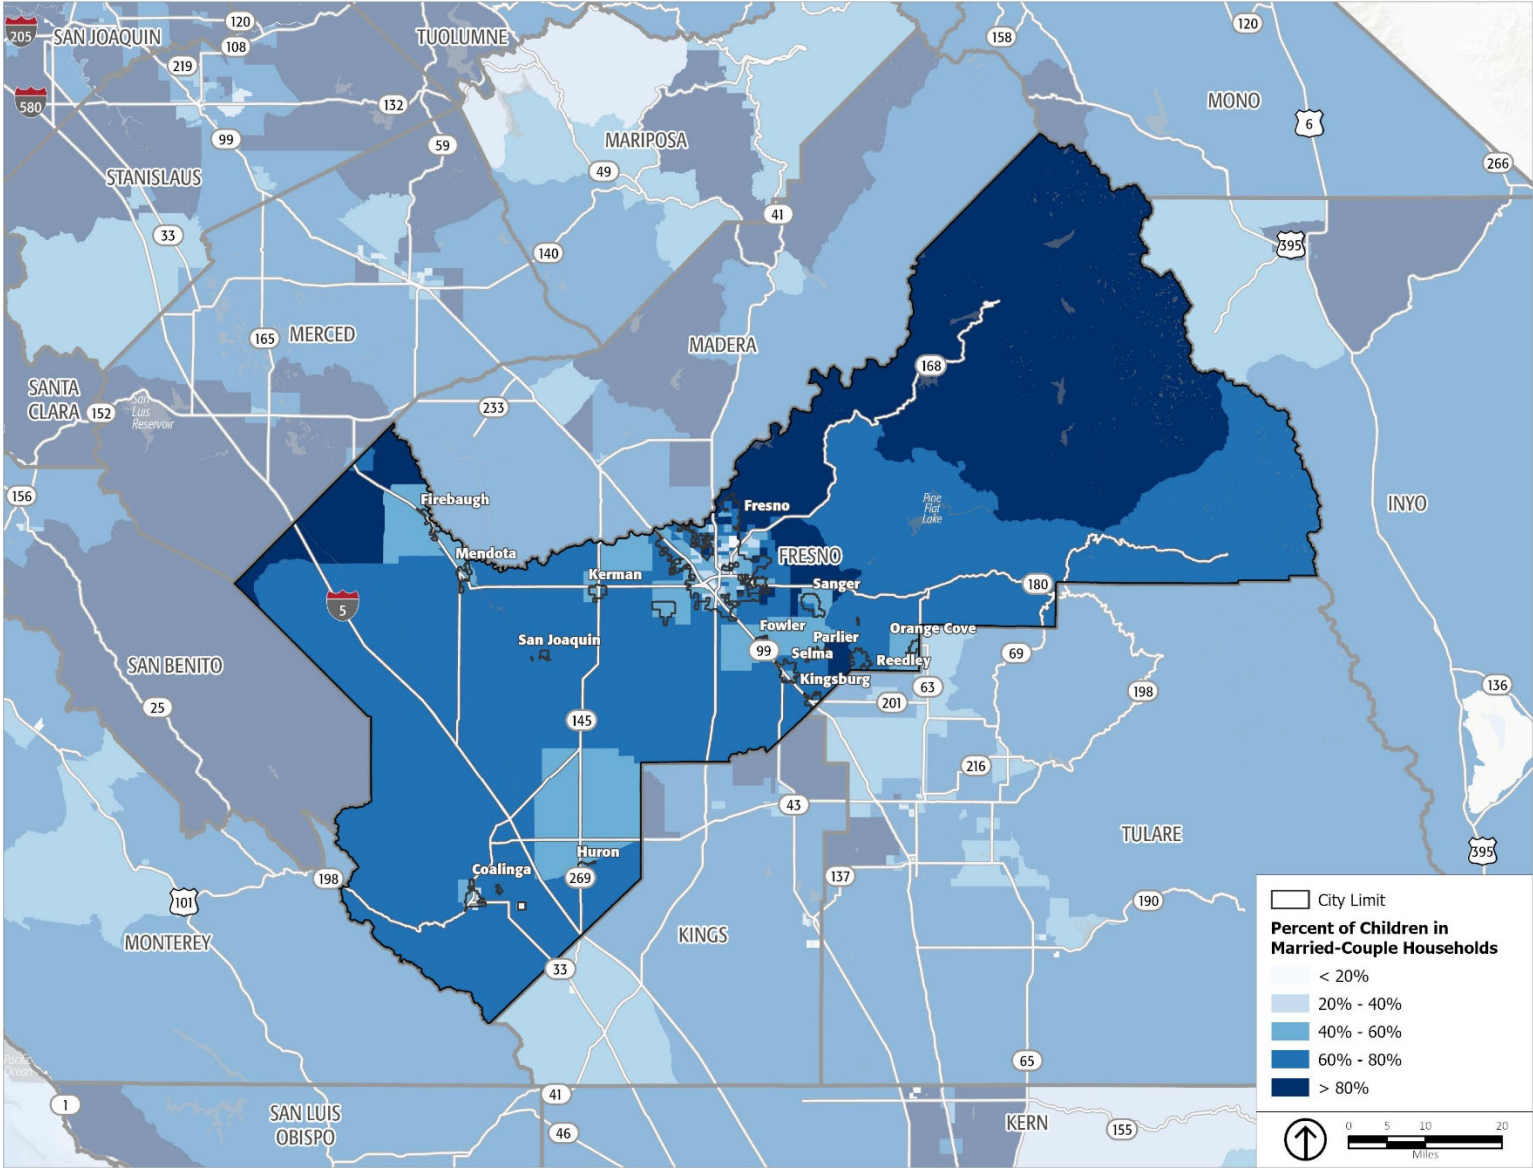 205
SAN JOAQUIN
120
108
219
TUOLUMNE
158
120
MONO
6
580
132
99
59
MARIPOSA
49
266
STANISLAUS
33
41
395
140
165
MERCED
MADERA
168
SANTA
CLARA
152
San
Luis
Reservoir
233
156
Firebaugh
Fresno
Pine
Flat
Lake
INYO
Mendota
FRESNO
Kerman
Sanger
180
5
San Joaquin
Fowler
Parlier
Orange Cove
99
Selma
Reedley
69
SAN BENITO
Kingsburg
63
198
136
25
201
145
216
43
TULARE
Huron
Coalinga
198
269
137
395
101
190
MONTEREY
KINGS
33
Pacific
Ocean
65
1
41
SAN LUIS
OBISPO
46
KERN
155
City Limit
Percent of Children in
Married-Couple Households
< 20%
20% - 40%
40% - 60%
60% - 80%
> 80%
0 5 10 20
Miles